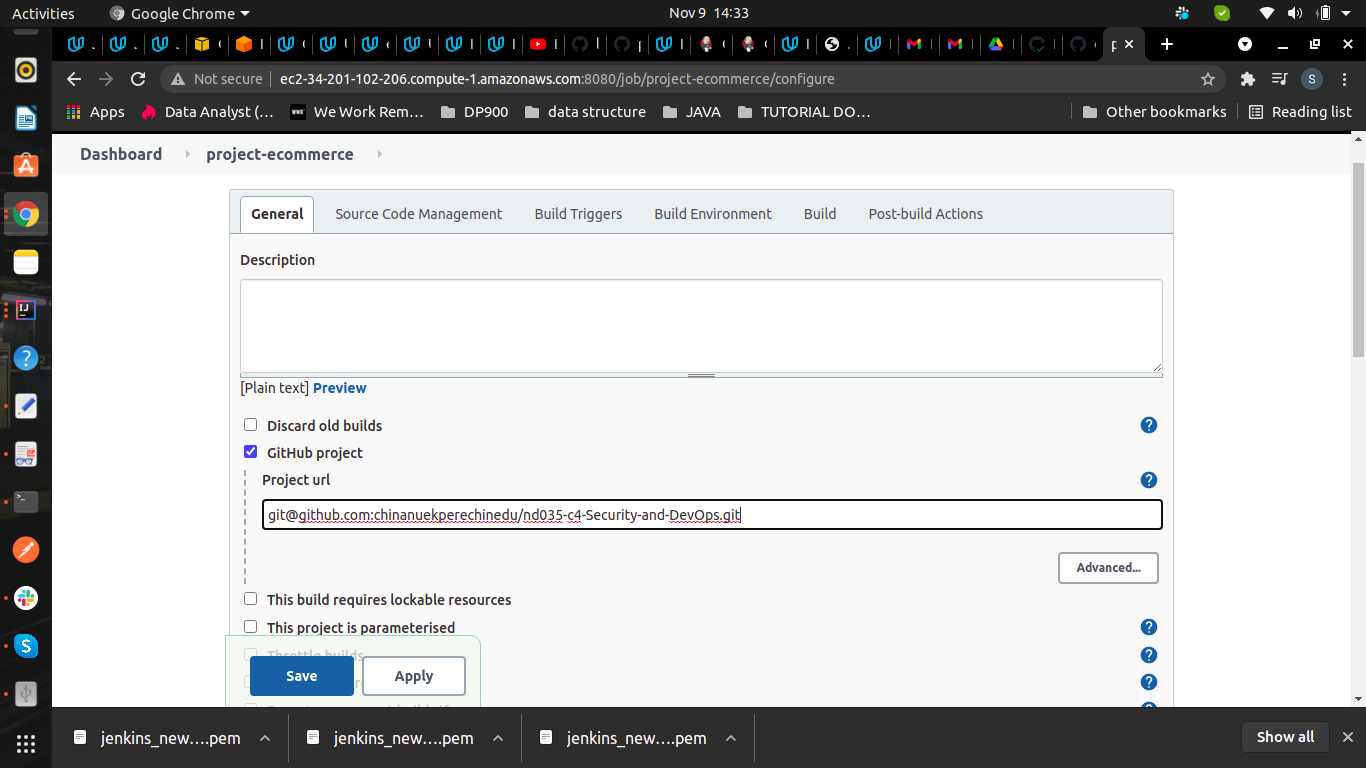 Activities Google Chrome Nov 9 14:33
Not secure ec2-34-201-102-206.compute-1.amazonaws.com:8080/job/project-ecommerce/configure S
Apps Data Analyst (... We Work Rem... DP900 data structure JAVA TUTORIAL DO... Other bookmarks Reading list
Dashboard project-ecommerce
General Source Code Management Build Triggers Build Environment Build Post-build Actions
Description
[Plain text] Preview
Discard old builds ?
GitHub project
Project url ?
git@github.com:chinanuekperechinedu/nd035-c4-Security-and-DevOps.git
Advanced...
This build requires lockable resources
This project is parameterised ?
Throttle builds ?
Save Apply ?
jenkins_new....pem jenkins_new....pem jenkins_new....pem Show all